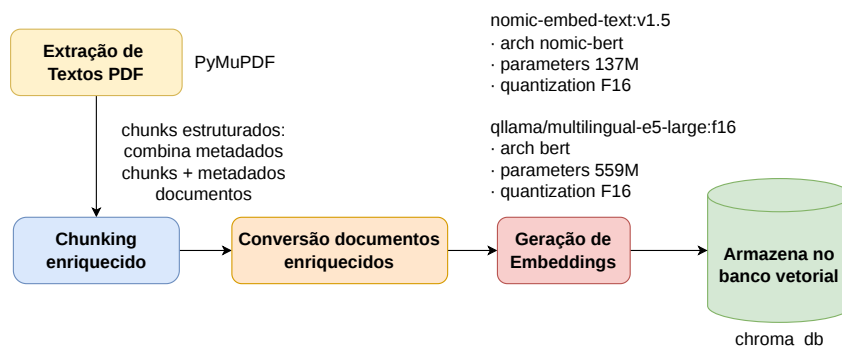 Extração de
Textos PDF
PyMuPDF
nomic-embed-text:v1.5
· arch nomic-bert
· parameters 137M
· quantization F16
qllama/multilingual-e5-large:f16
· arch bert
· parameters 559M
· quantization F16
chunks estruturados:
combina metadados
chunks + metadados
documentos
Chunking
enriquecido
Conversão documentos
enriquecidos
Geração de
Embeddings
Armazena no
banco vetorial
chroma_db